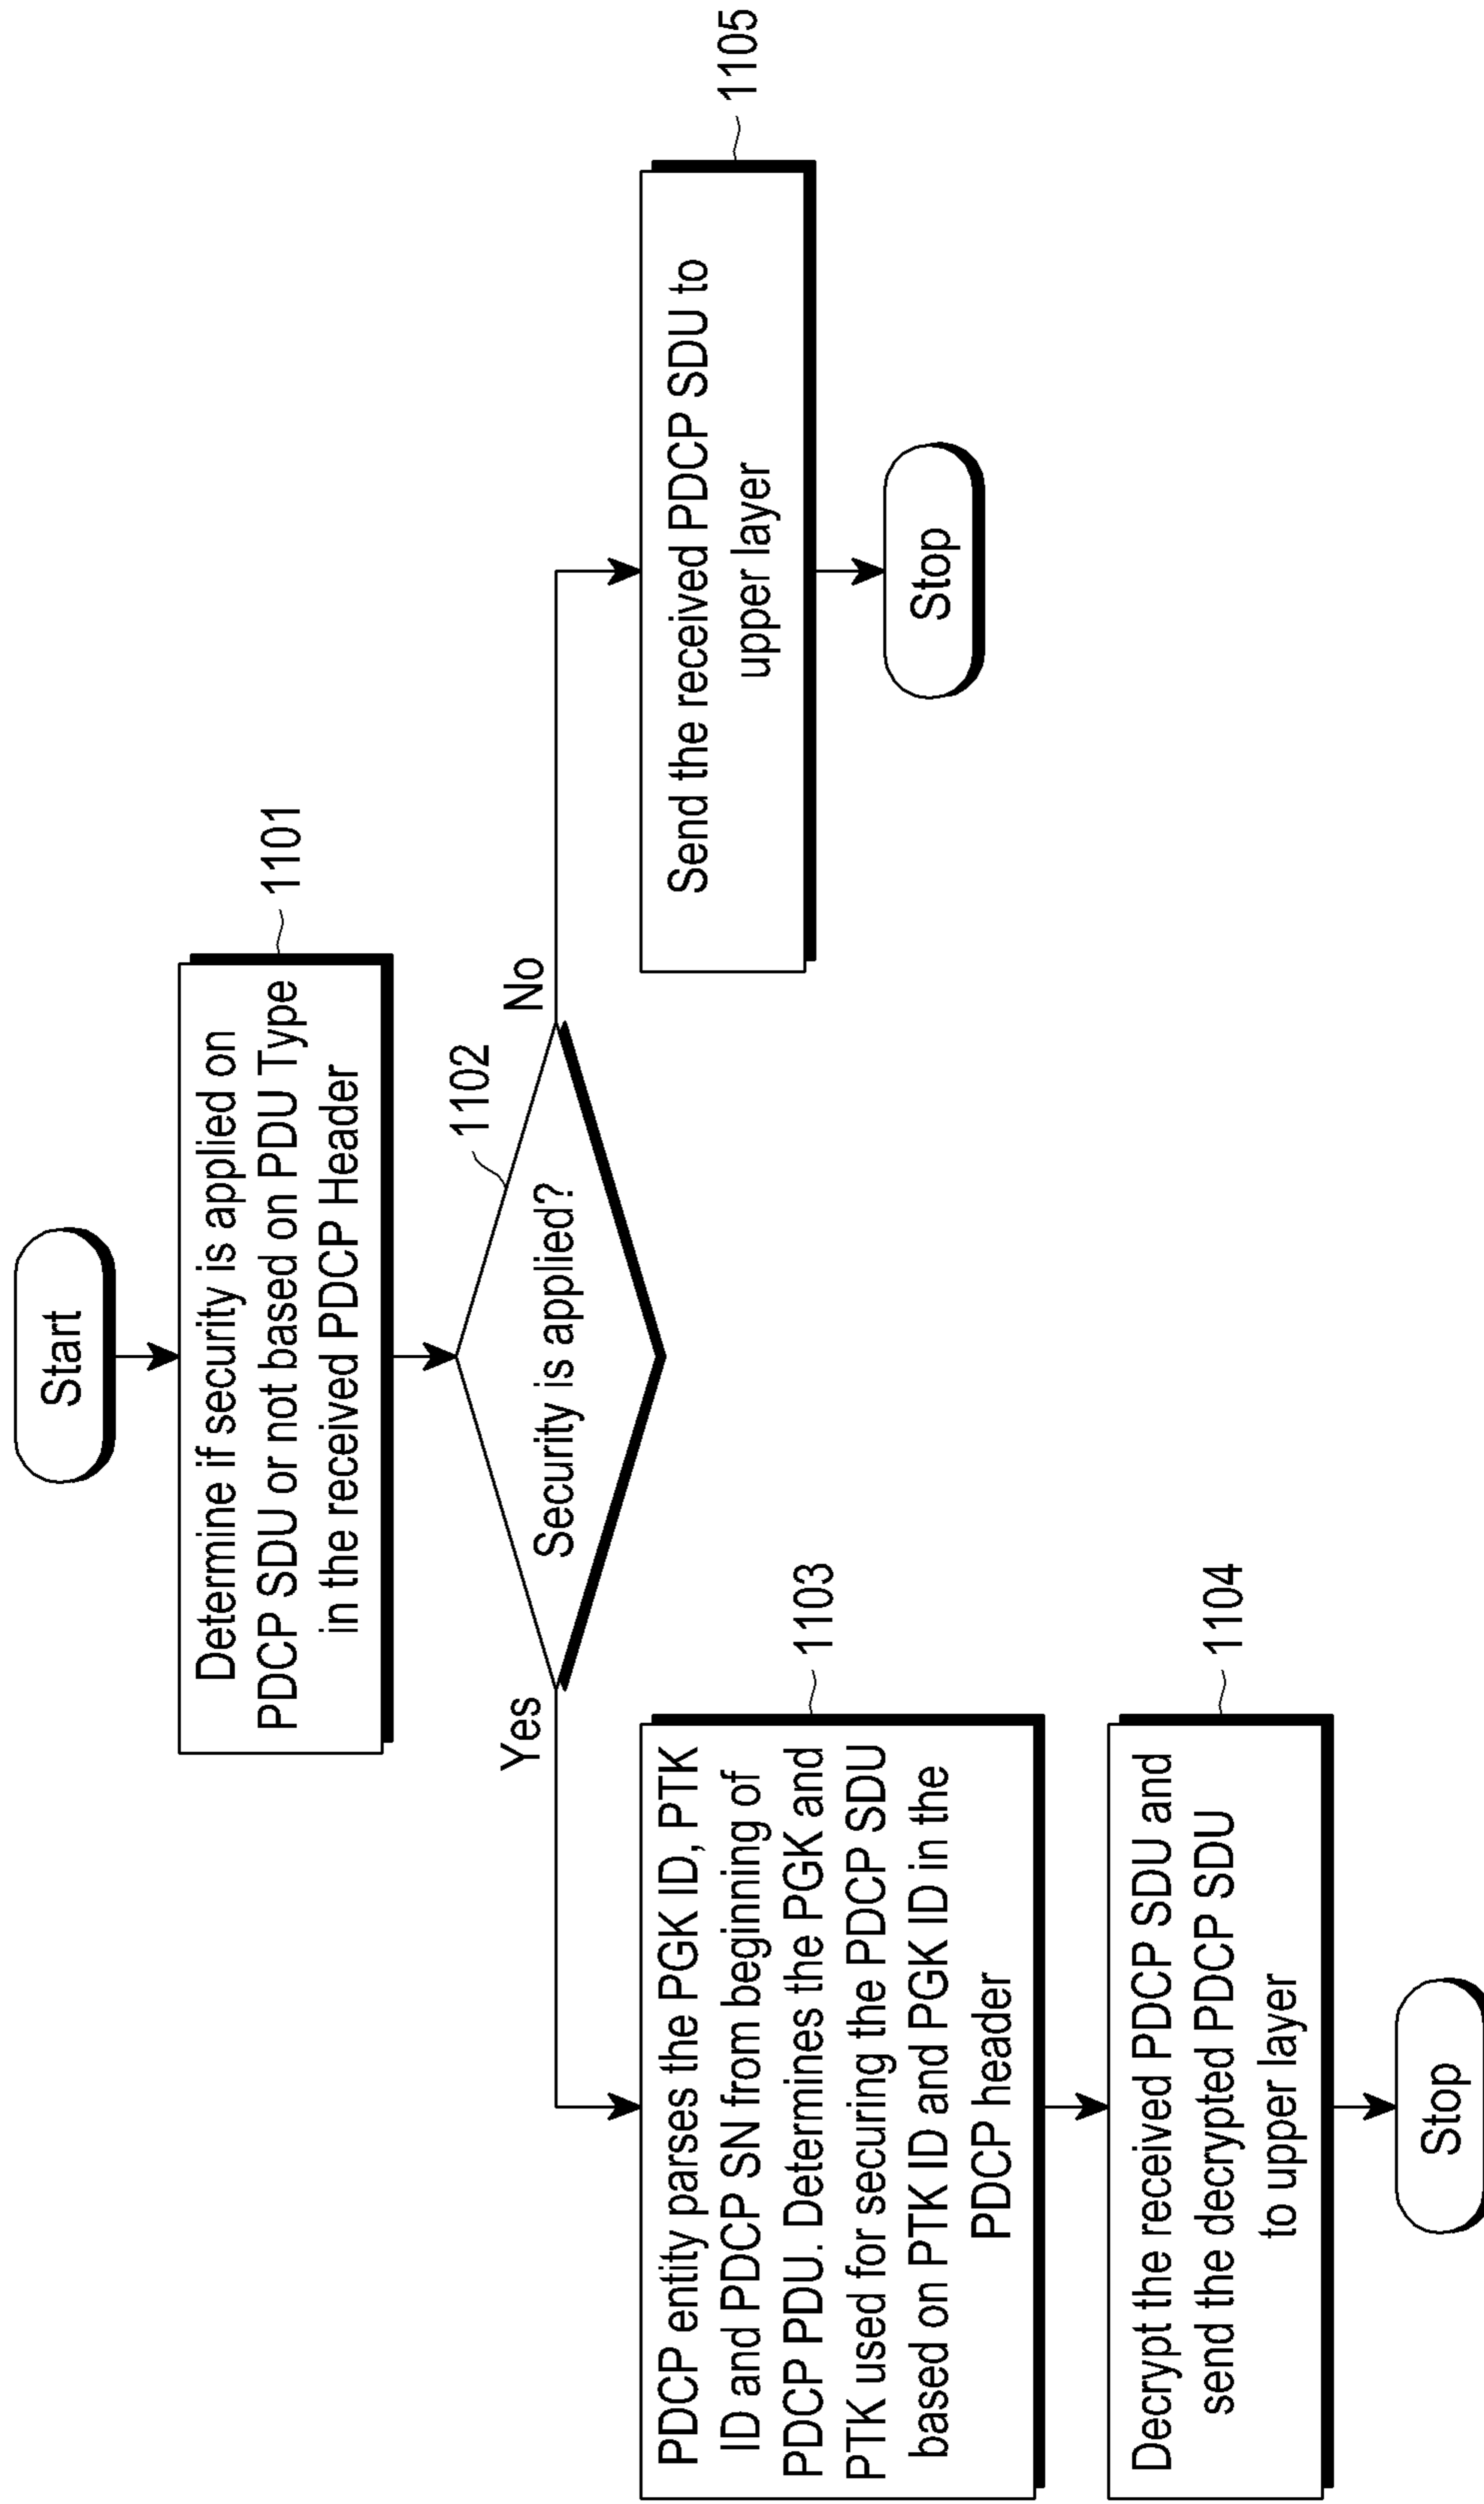 Start
Determine if security is applied on
PDCP SDU or not based on PDU Type
in the received PDCP Header
1101
Security is applied?
1102
Yes
No
PDCP entity parses the PGK ID, PTK
ID and PDCP SN from beginning of
PDCP PDU. Determines the PGK and
PTK used for securing the PDCP SDU
based on PTK ID and PGK ID in the
PDCP header
1103
Decrypt the received PDCP SDU and
send the decrypted PDCP SDU
to upper layer
1104
Stop
Send the received PDCP SDU to
upper layer
1105
Stop